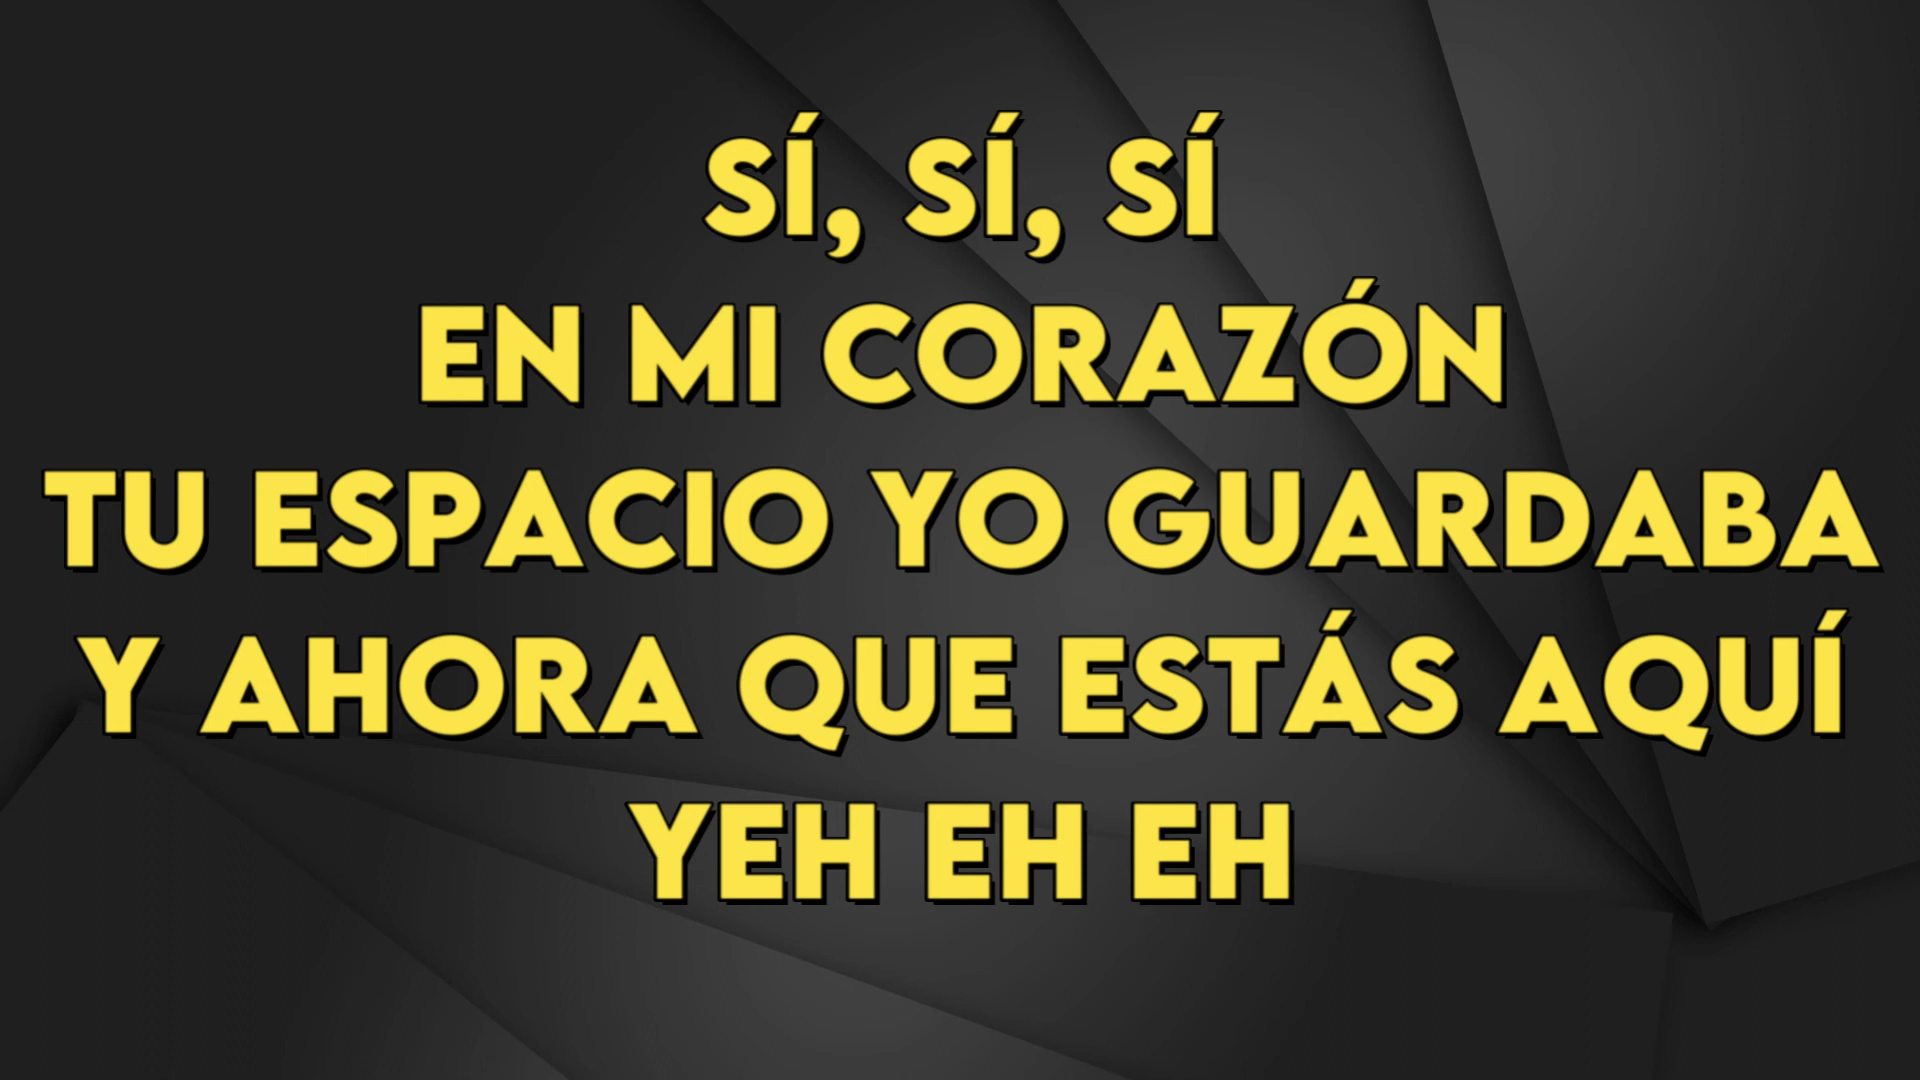 SÍ, SÍ, SÍ
EN MI CORAZÓN
TU ESPACIO YO GUARDABA
Y AHORA QUE ESTÁS AQUÍ
YEH EH EH